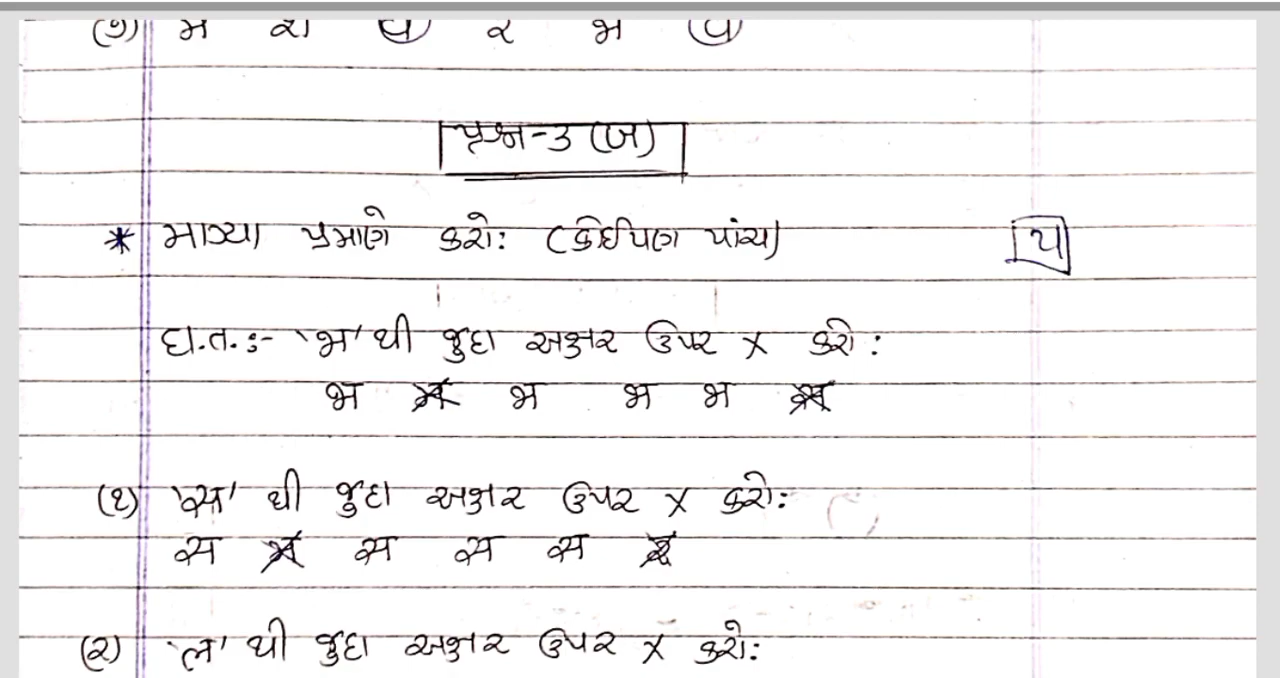 (૭) મ રા ઘ ર ભ ઘ
પ્રશ્ન-૩ (બ)
* માગ્યા પ્રમાણે કરો: (કોઈપણ પાંચ) ૫
દા.ત.:- 'ભ' થી જુદા અક્ષર ઉપર X કરો:
ભ ભ ભ ભ
(૧) 'સ' થી જુદા અક્ષર ઉપર X કરો:
સ સ સ સ
(૨) 'લ' થી જુદા અક્ષર ઉપર X કરો: